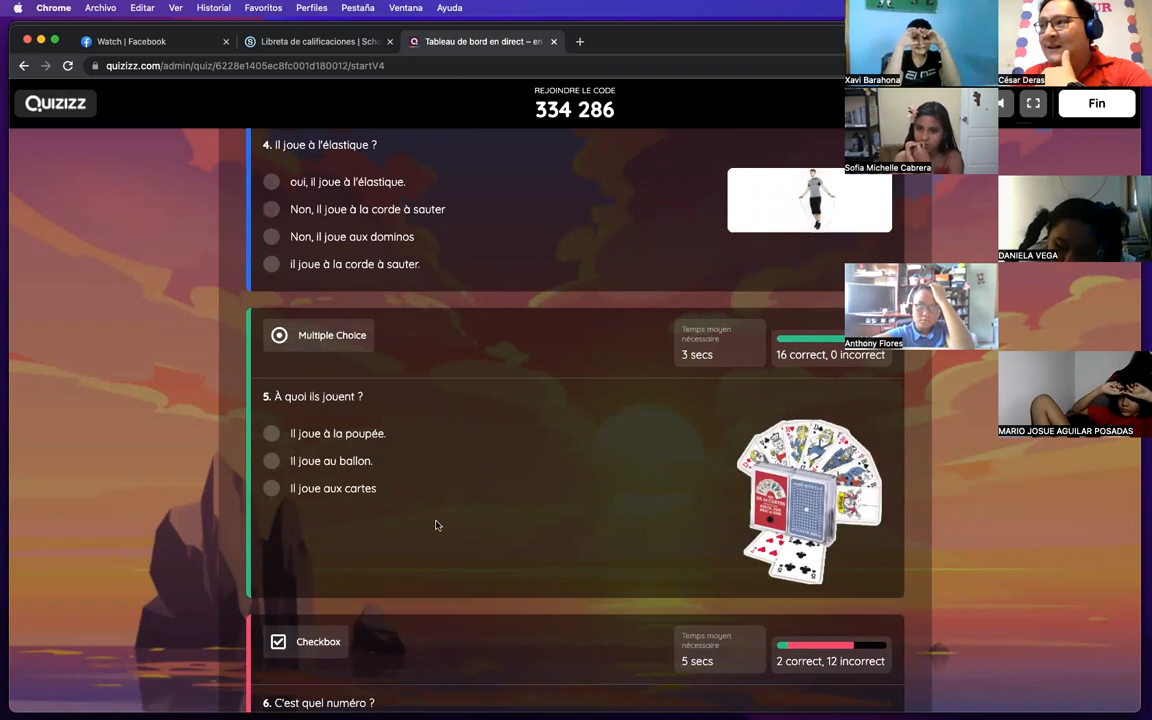 Chrome Archivo Editar Ver Historial Favoritos Perfiles Pestaña Ventana Ayuda
Watch | Facebook
Libreta de calificaciones | Scho
Tableau de bord en direct – en
quizizz.com/admin/quiz/6228e1405ec8fc001d180012/startV4
QUIZIZZ
REJOINDRE LE CODE
334 286
Fin
Xavi Barahona
César Deras
Sofia Michelle Cabrera
DANIELA VEGA
Anthony Flores
MARIO JOSUE AGUILAR POSADAS
4. Il joue à l'élastique ?
oui, il joue à l'élastique.
Non, il joue à la corde à sauter
Non, il joue aux dominos
il joue à la corde à sauter.
Multiple Choice
Temps moyen
nécessaire
3 secs
16 correct, 0 incorrect
5. À quoi ils jouent ?
Il joue à la poupée.
Il joue au ballon.
Il joue aux cartes
Checkbox
Temps moyen
nécessaire
5 secs
2 correct, 12 incorrect
6. C'est quel numéro ?